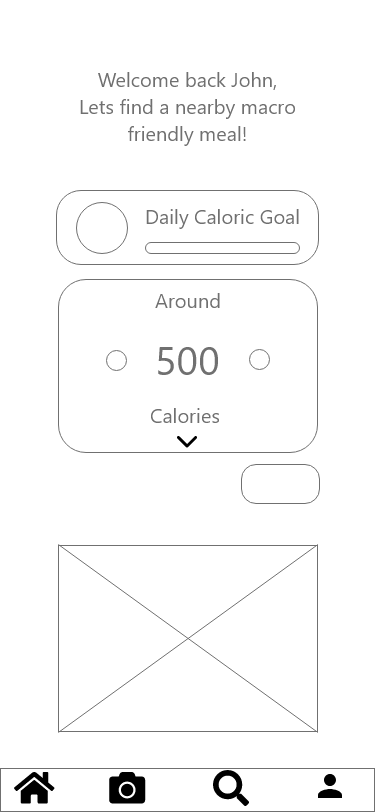 Welcome back John,
Lets find a nearby macro
friendly meal!
Daily Caloric Goal
Around
500
Calories